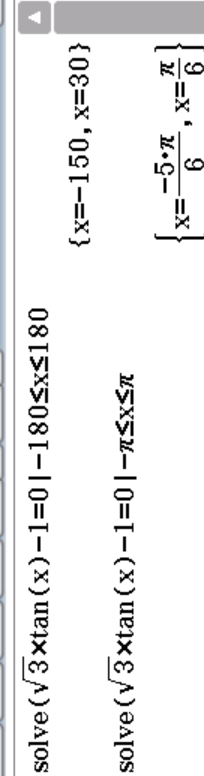 solve(√3×tan(x)−1=0|−180≤x≤180
{x=−150,x=30}
solve(√3×tan(x)−1=0|−π≤x≤π
{x=−5•π/6,x=π/6}